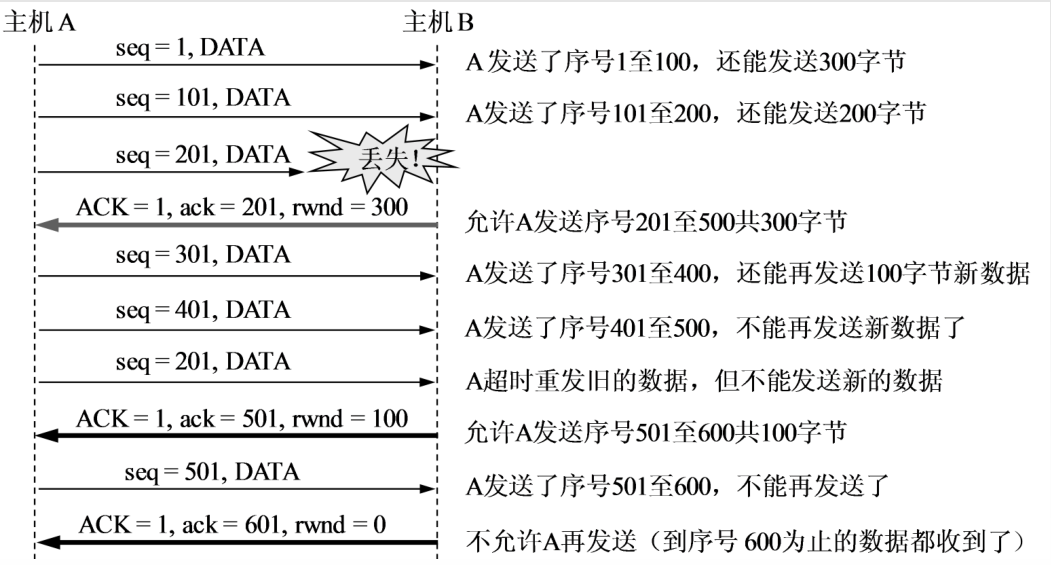 主机 A 主机 B
seq = 1, DATA A 发送了序号1至100，还能发送300字节
seq = 101, DATA A发送了序号101至200，还能发送200字节
seq = 201, DATA 丢失！
ACK = 1, ack = 201, rwnd = 300 允许A发送序号201至500共300字节
seq = 301, DATA A发送了序号301至400，还能再发送100字节新数据
seq = 401, DATA A发送了序号401至500，不能再发送新数据了
seq = 201, DATA A超时重发旧的数据，但不能发送新的数据
ACK = 1, ack = 501, rwnd = 100 允许A发送序号501至600共100字节
seq = 501, DATA A发送了序号501至600，不能再发送了
ACK = 1, ack = 601, rwnd = 0 不允许A再发送（到序号 600为止的数据都收到了）